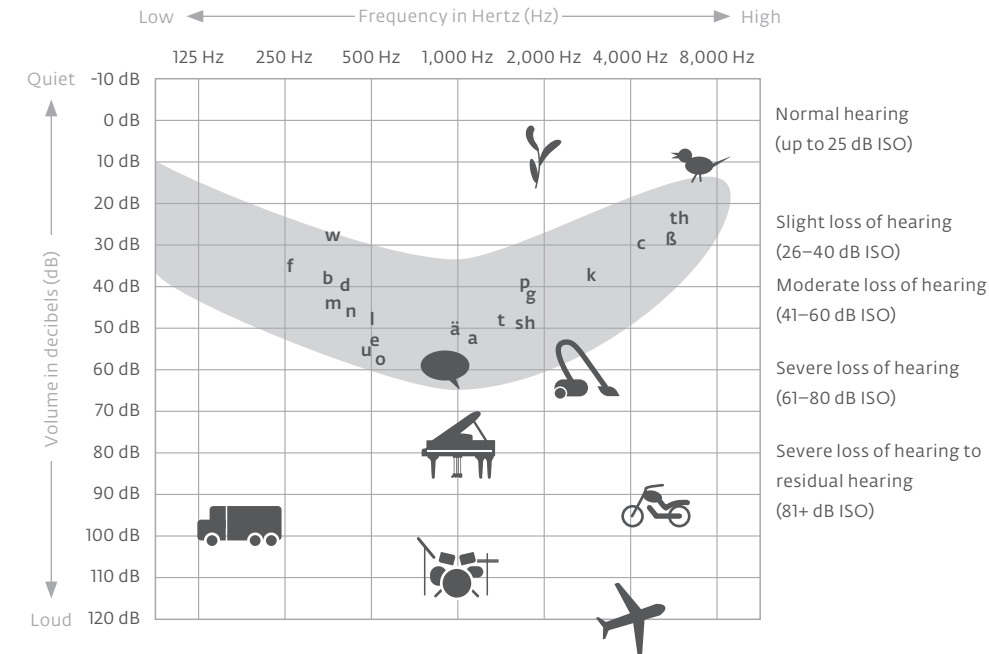 Low Frequency in Hertz (Hz) High
125 Hz 250 Hz 500 Hz 1,000 Hz 2,000 Hz 4,000 Hz 8,000 Hz
Quiet
Volume in decibels (dB)
Loud
-10 dB
0 dB
10 dB
20 dB
30 dB
40 dB
50 dB
60 dB
70 dB
80 dB
90 dB
100 dB
110 dB
120 dB
w
f
b
d
m
n
l
e
u
o
ä
a
t
sh
p
g
k
c
ß
th
Normal hearing
(up to 25 dB ISO)
Slight loss of hearing
(26–40 dB ISO)
Moderate loss of hearing
(41–60 dB ISO)
Severe loss of hearing
(61–80 dB ISO)
Severe loss of hearing to
residual hearing
(81+ dB ISO)